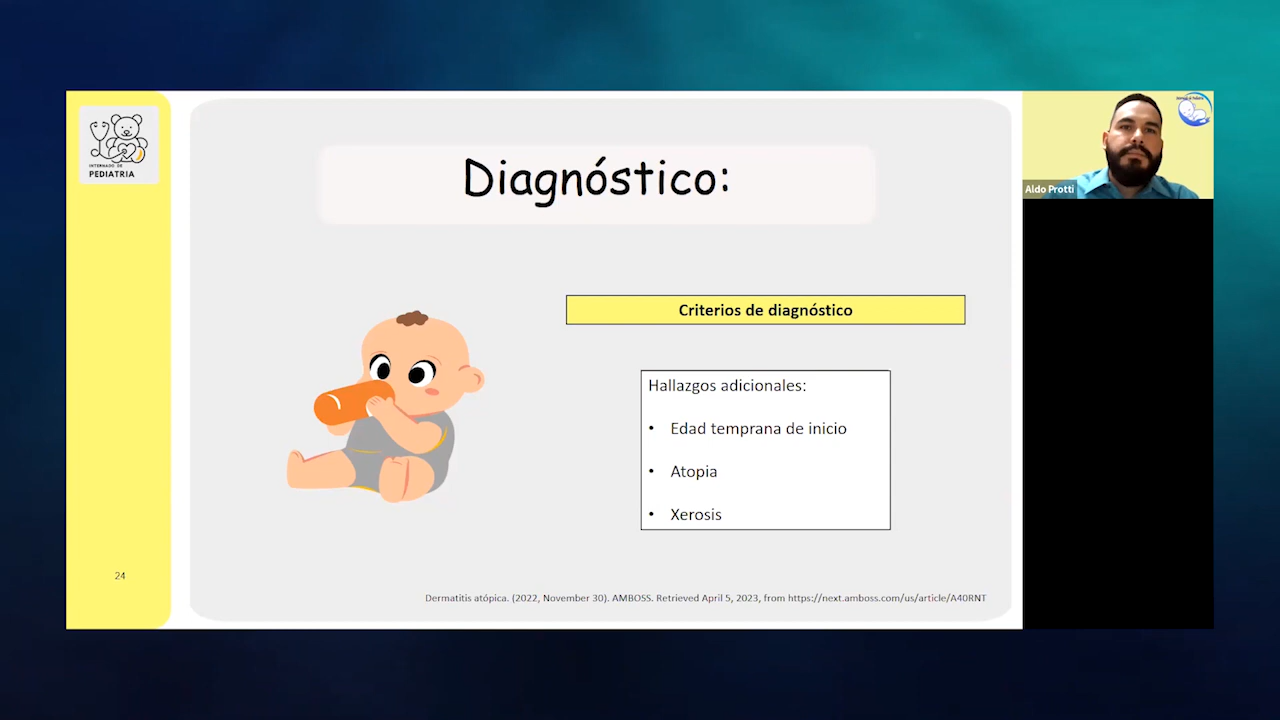 INTERNADO DE
PEDIATRIA
Diagnóstico:
Criterios de diagnóstico
Hallazgos adicionales:
• Edad temprana de inicio
• Atopia
• Xerosis
24
Dermatitis atópica. (2022, November 30). AMBOSS. Retrieved April 5, 2023, from https://next.amboss.com/us/article/A40RNT
Aldo Protti